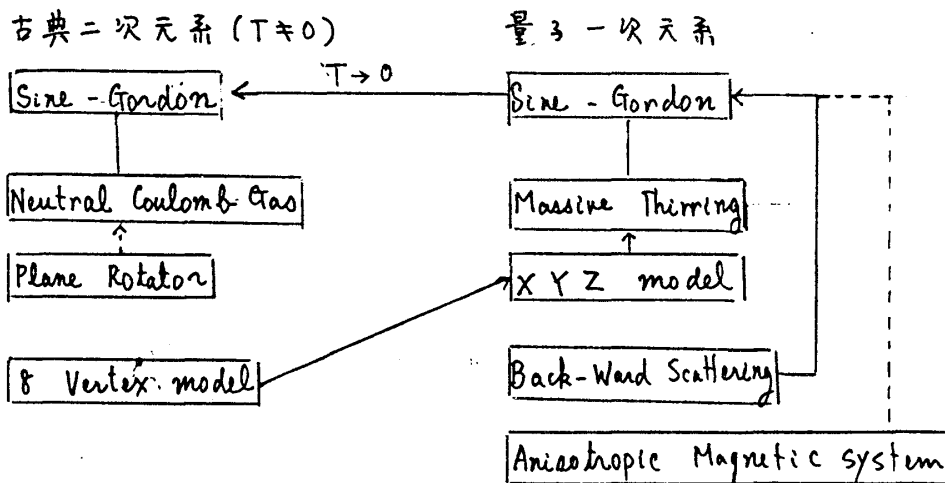 古典二次元系 (T≠0)
量子一次元系
T→0
Sine-Gordon
Sine-Gordon
Neutral Coulomb Gas
Massive Thirring
Plane Rotator
X Y Z model
8 Vertex model
Back-Ward Scattering
Anisotropic Magnetic system